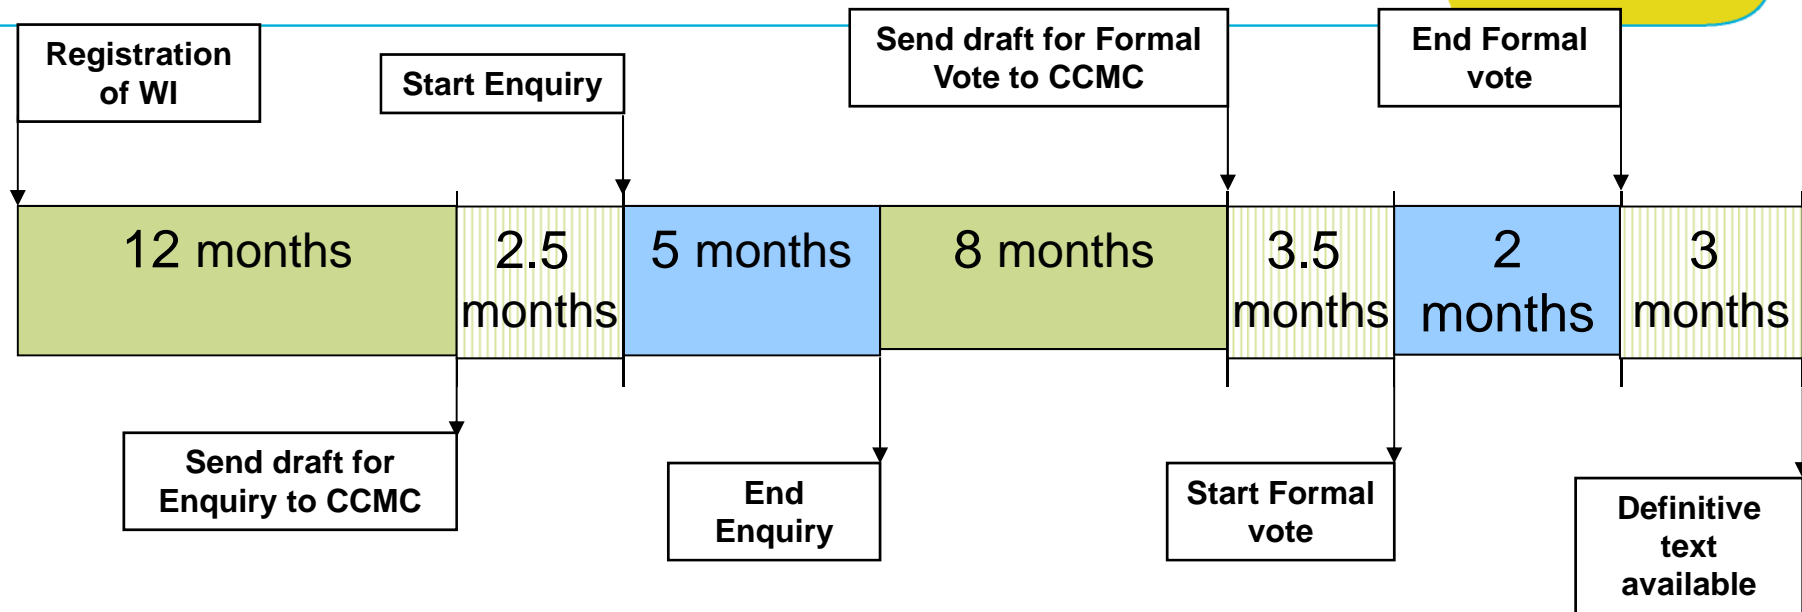 Registration
of WI
Start Enquiry
Send draft for Formal
Vote to CCMC
End Formal
vote
12 months
2.5
months
5 months
8 months
3.5
months
2
months
3
months
Send draft for
Enquiry to CCMC
End
Enquiry
Start Formal
vote
Definitive
text
available